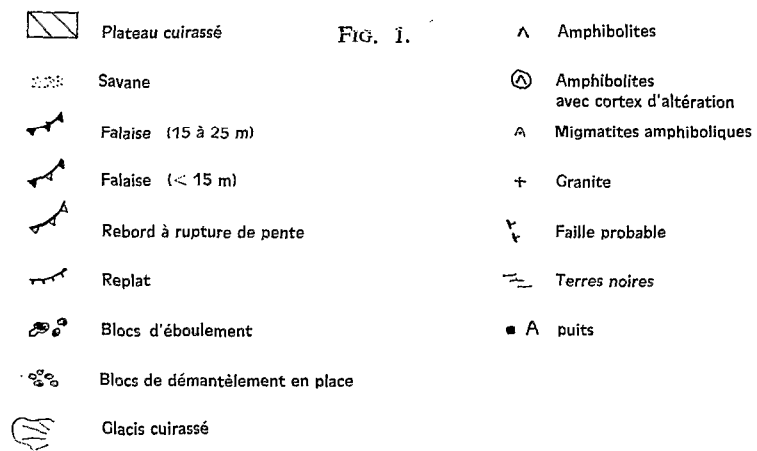 Fig. 1.
Plateau cuirassé
Savane
Falaise (15 à 25 m)
Falaise (< 15 m)
Rebord à rupture de pente
Replat
Blocs d'éboulement
Blocs de démantèlement en place
Glacis cuirassé
Amphibolites
Amphibolites
avec cortex d'altération
Migmatites amphiboliques
Granite
Faille probable
Terres noires
A puits